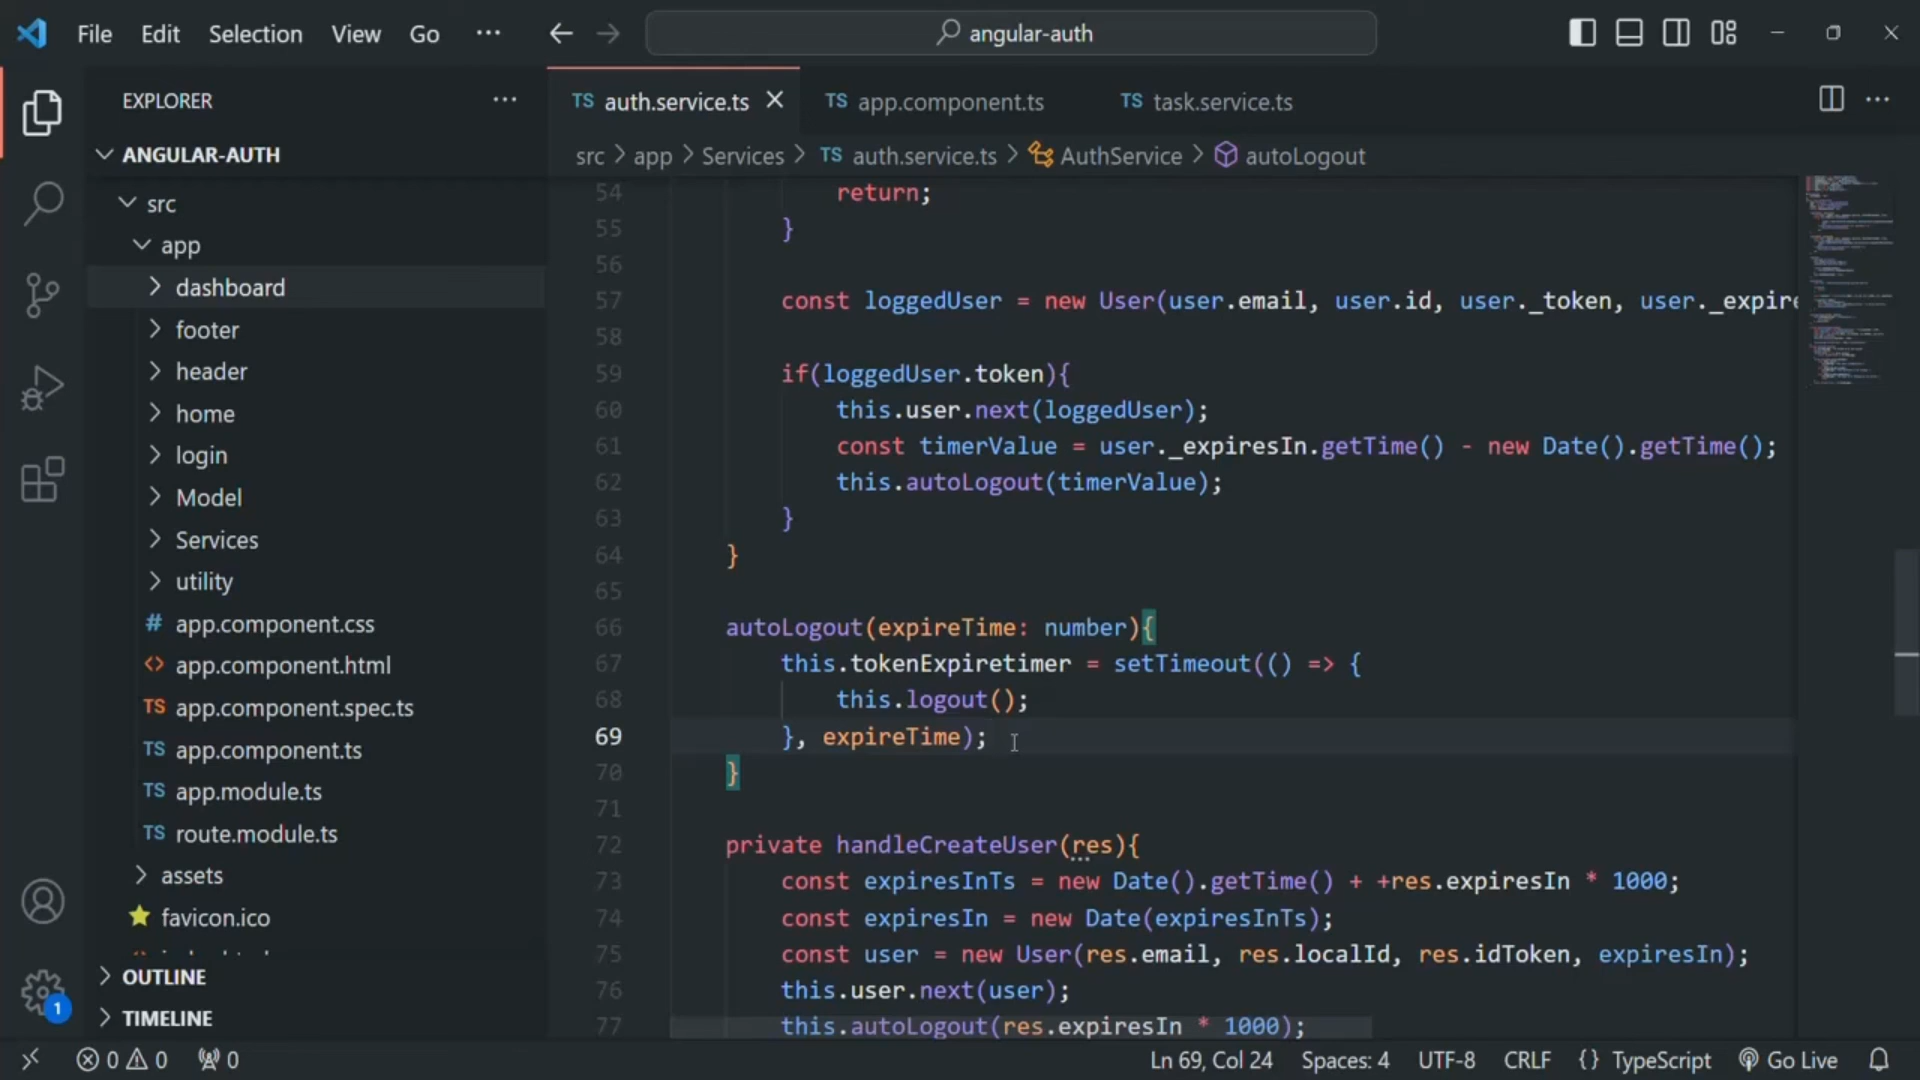 File Edit Selection View Go ··· angular-auth
EXPLORER ···
ANGULAR-AUTH
src
app
dashboard
footer
header
home
login
Model
Services
utility
# app.component.css
<> app.component.html
TS app.component.spec.ts
TS app.component.ts
TS app.module.ts
TS route.module.ts
assets
favicon.ico
OUTLINE
TIMELINE
TS auth.service.ts TS app.component.ts TS task.service.ts ···
src > app > Services > TS auth.service.ts > AuthService > autoLogout
54 return;
55 }
56
57 const loggedUser = new User(user.email, user.id, user._token, user._expire
58
59 if(loggedUser.token){
60 this.user.next(loggedUser);
61 const timerValue = user._expiresIn.getTime() - new Date().getTime();
62 this.autoLogout(timerValue);
63 }
64 }
65
66 autoLogout(expireTime: number){
67 this.tokenExpiretimer = setTimeout(() => {
68 this.logout();
69 }, expireTime);
70 }
71
72 private handleCreateUser(res){
73 const expiresInTs = new Date().getTime() + +res.expiresIn * 1000;
74 const expiresIn = new Date(expiresInTs);
75 const user = new User(res.email, res.localId, res.idToken, expiresIn);
76 this.user.next(user);
77 this.autoLogout(res.expiresIn * 1000);
1
0 0 0 Ln 69, Col 24 Spaces: 4 UTF-8 CRLF {} TypeScript Go Live